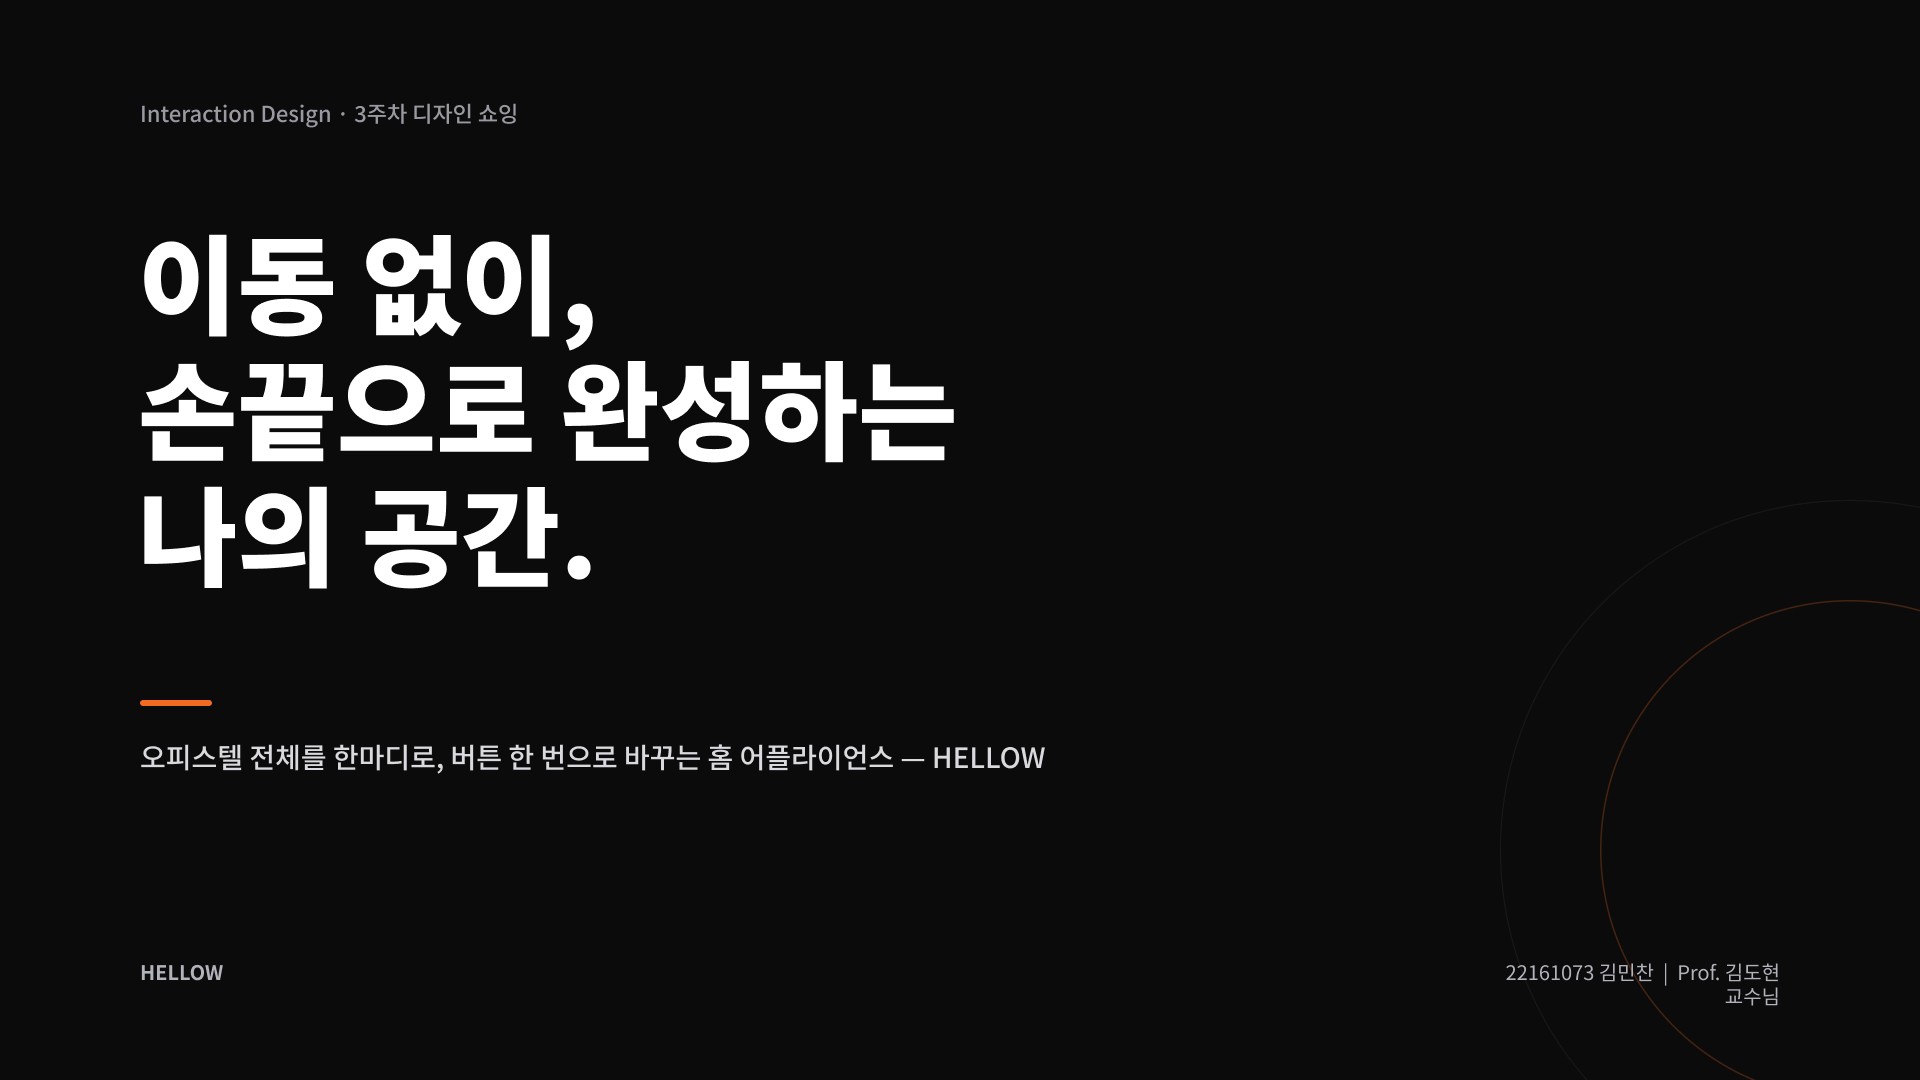 Interaction Design · 3주차 디자인 쇼잉
이동 없이,
손끝으로 완성하는
나의 공간.
오피스텔 전체를 한마디로, 버튼 한 번으로 바꾸는 홈 어플라이언스 — HELLOW
HELLOW
22161073 김민찬 | Prof. 김도현
교수님